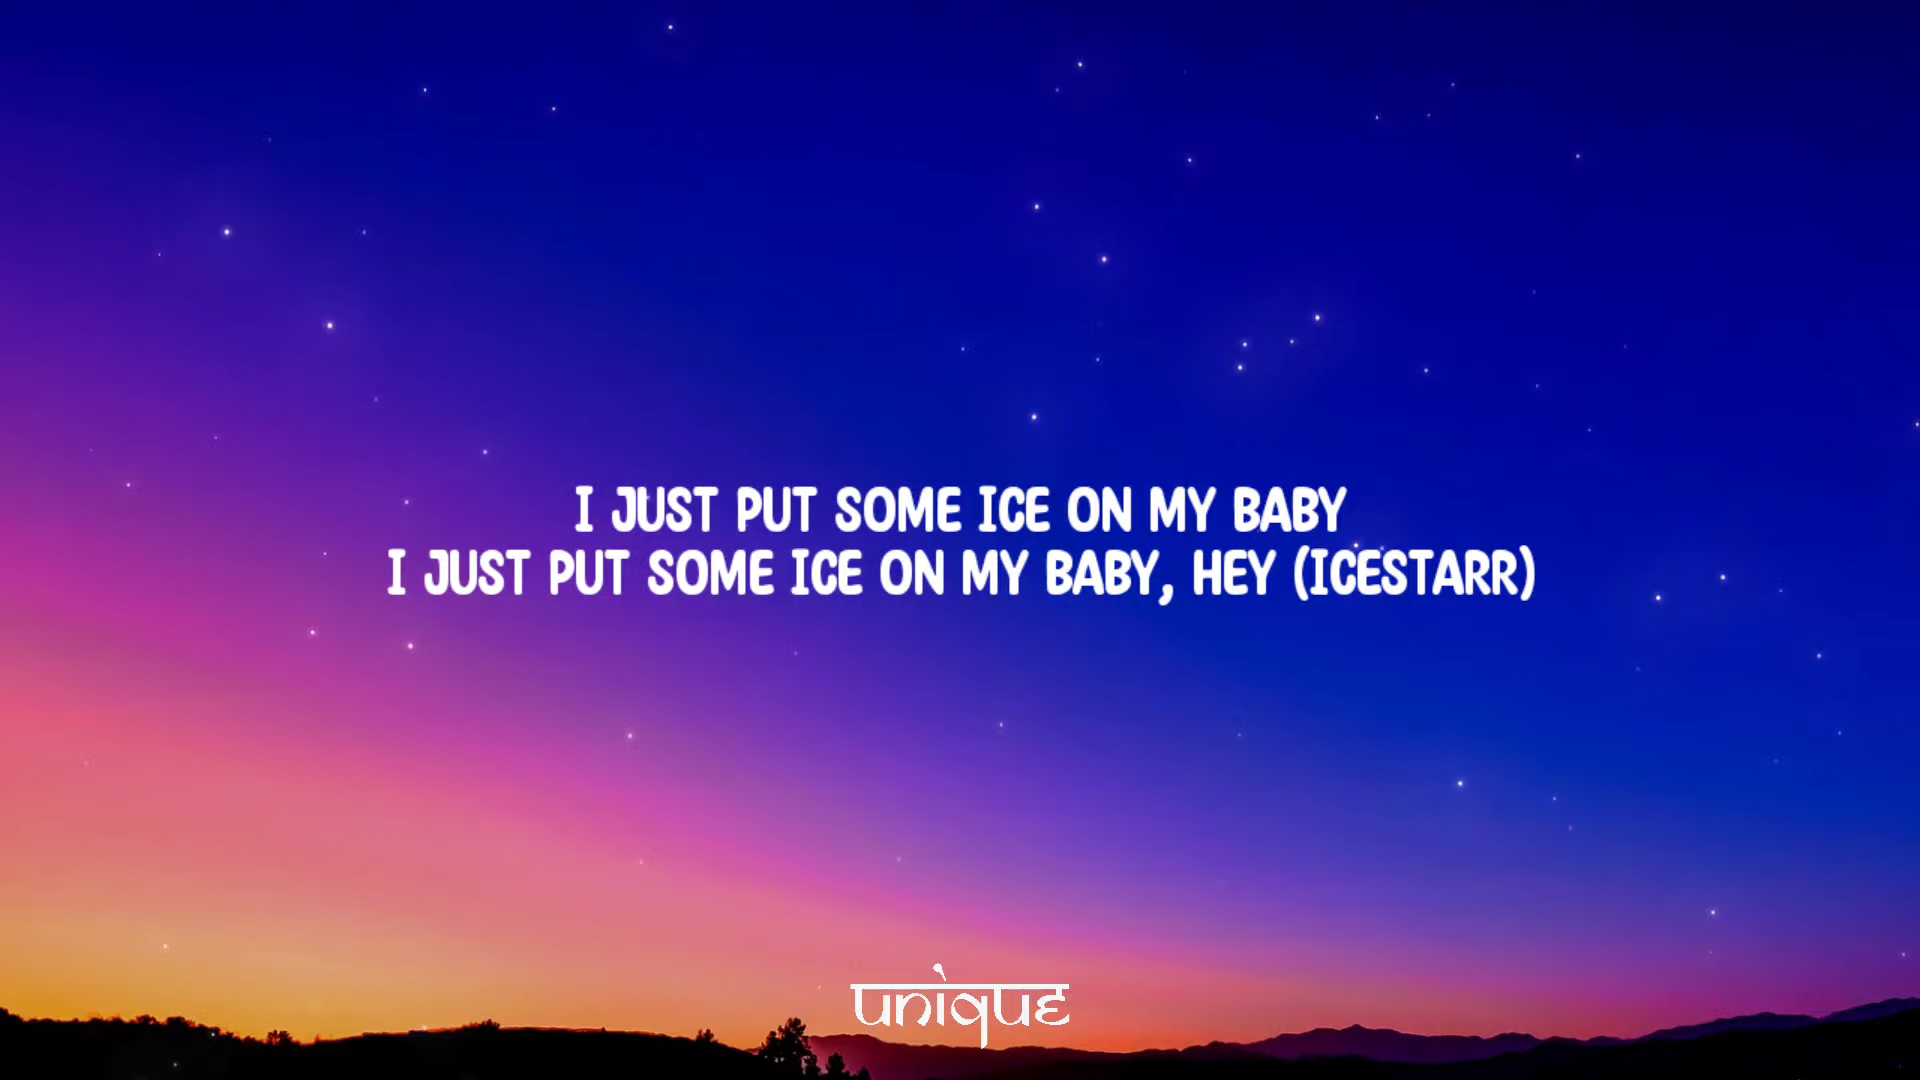 I JUST PUT SOME ICE ON MY BABY
I JUST PUT SOME ICE ON MY BABY, HEY (ICESTARR)
unique